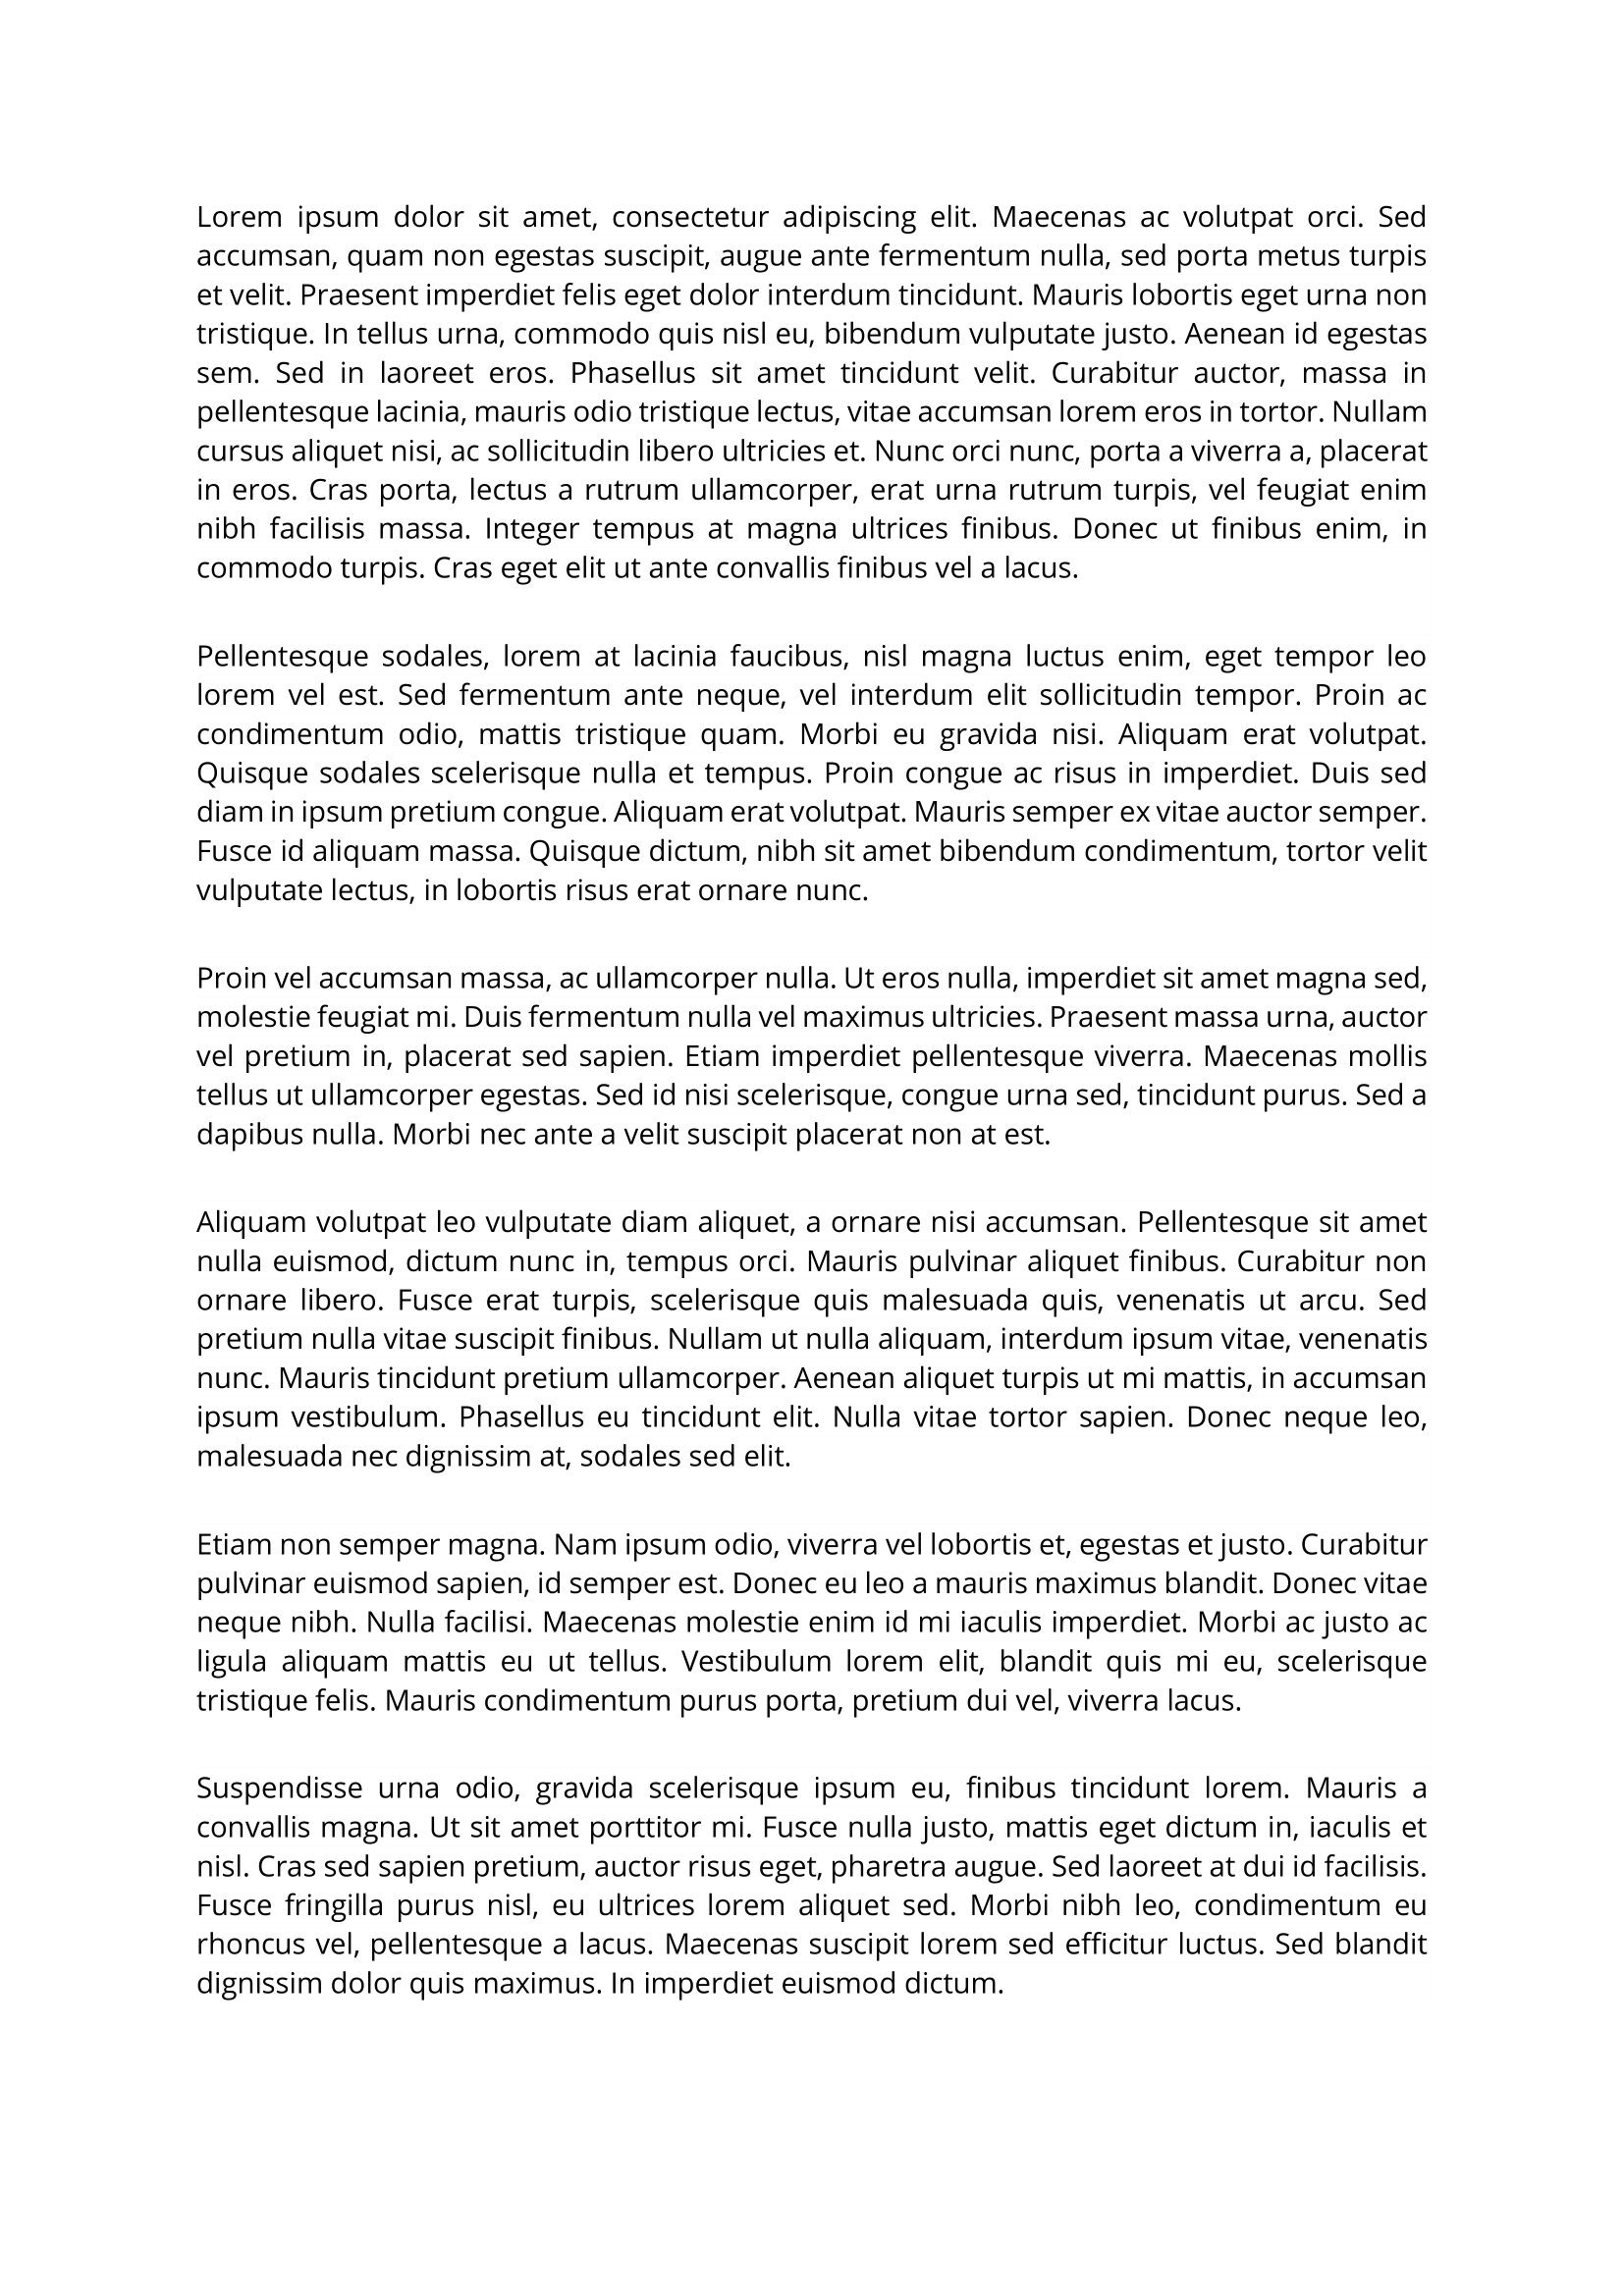 Lorem ipsum dolor sit amet, consectetur adipiscing elit. Maecenas ac volutpat orci. Sed
accumsan, quam non egestas suscipit, augue ante fermentum nulla, sed porta metus turpis
et velit. Praesent imperdiet felis eget dolor interdum tincidunt. Mauris lobortis eget urna non
tristique. In tellus urna, commodo quis nisl eu, bibendum vulputate justo. Aenean id egestas
sem. Sed in laoreet eros. Phasellus sit amet tincidunt velit. Curabitur auctor, massa in
pellentesque lacinia, mauris odio tristique lectus, vitae accumsan lorem eros in tortor. Nullam
cursus aliquet nisi, ac sollicitudin libero ultricies et. Nunc orci nunc, porta a viverra a, placerat
in eros. Cras porta, lectus a rutrum ullamcorper, erat urna rutrum turpis, vel feugiat enim
nibh facilisis massa. Integer tempus at magna ultrices finibus. Donec ut finibus enim, in
commodo turpis. Cras eget elit ut ante convallis finibus vel a lacus.

Pellentesque sodales, lorem at lacinia faucibus, nisl magna luctus enim, eget tempor leo
lorem vel est. Sed fermentum ante neque, vel interdum elit sollicitudin tempor. Proin ac
condimentum odio, mattis tristique quam. Morbi eu gravida nisi. Aliquam erat volutpat.
Quisque sodales scelerisque nulla et tempus. Proin congue ac risus in imperdiet. Duis sed
diam in ipsum pretium congue. Aliquam erat volutpat. Mauris semper ex vitae auctor semper.
Fusce id aliquam massa. Quisque dictum, nibh sit amet bibendum condimentum, tortor velit
vulputate lectus, in lobortis risus erat ornare nunc.

Proin vel accumsan massa, ac ullamcorper nulla. Ut eros nulla, imperdiet sit amet magna sed,
molestie feugiat mi. Duis fermentum nulla vel maximus ultricies. Praesent massa urna, auctor
vel pretium in, placerat sed sapien. Etiam imperdiet pellentesque viverra. Maecenas mollis
tellus ut ullamcorper egestas. Sed id nisi scelerisque, congue urna sed, tincidunt purus. Sed a
dapibus nulla. Morbi nec ante a velit suscipit placerat non at est.

Aliquam volutpat leo vulputate diam aliquet, a ornare nisi accumsan. Pellentesque sit amet
nulla euismod, dictum nunc in, tempus orci. Mauris pulvinar aliquet finibus. Curabitur non
ornare libero. Fusce erat turpis, scelerisque quis malesuada quis, venenatis ut arcu. Sed
pretium nulla vitae suscipit finibus. Nullam ut nulla aliquam, interdum ipsum vitae, venenatis
nunc. Mauris tincidunt pretium ullamcorper. Aenean aliquet turpis ut mi mattis, in accumsan
ipsum vestibulum. Phasellus eu tincidunt elit. Nulla vitae tortor sapien. Donec neque leo,
malesuada nec dignissim at, sodales sed elit.

Etiam non semper magna. Nam ipsum odio, viverra vel lobortis et, egestas et justo. Curabitur
pulvinar euismod sapien, id semper est. Donec eu leo a mauris maximus blandit. Donec vitae
neque nibh. Nulla facilisi. Maecenas molestie enim id mi iaculis imperdiet. Morbi ac justo ac
ligula aliquam mattis eu ut tellus. Vestibulum lorem elit, blandit quis mi eu, scelerisque
tristique felis. Mauris condimentum purus porta, pretium dui vel, viverra lacus.

Suspendisse urna odio, gravida scelerisque ipsum eu, finibus tincidunt lorem. Mauris a
convallis magna. Ut sit amet porttitor mi. Fusce nulla justo, mattis eget dictum in, iaculis et
nisl. Cras sed sapien pretium, auctor risus eget, pharetra augue. Sed laoreet at dui id facilisis.
Fusce fringilla purus nisl, eu ultrices lorem aliquet sed. Morbi nibh leo, condimentum eu
rhoncus vel, pellentesque a lacus. Maecenas suscipit lorem sed efficitur luctus. Sed blandit
dignissim dolor quis maximus. In imperdiet euismod dictum.